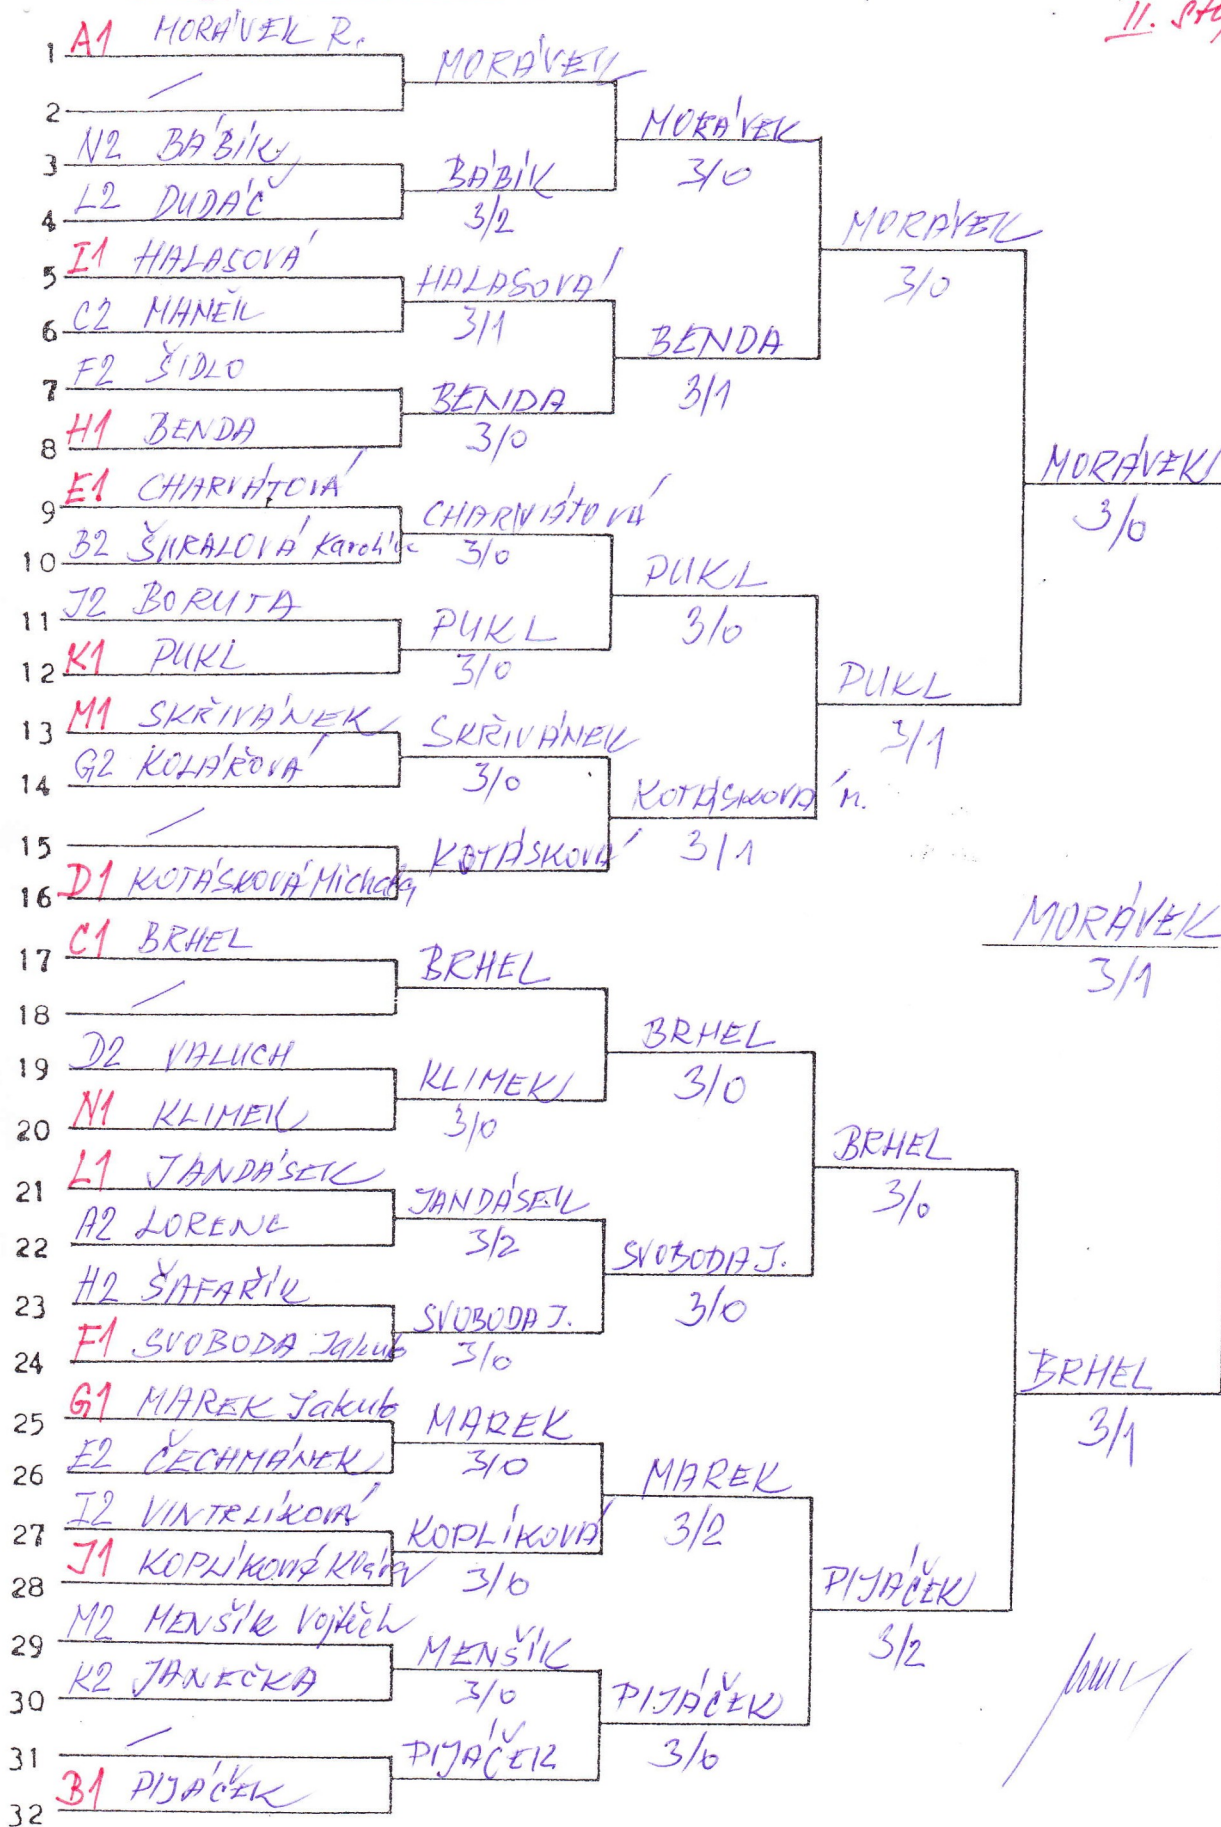 II.
1 A1 MORÁVEK R.
2 /
3 N2 BÁBÍK
4 L2 DUDÁČ
5 I1 HALASOVÁ
6 C2 MANĚK
7 F2 ŠIDLO
8 H1 BENDA
9 E1 CHARVÁTOVÁ
10 B2 ŠURALOVÁ Karolína
11 J2 BORUTA
12 K1 PUKL
13 M1 SKŘIVÁNEK
14 G2 KOLÁŘOVÁ
15 /
16 D1 KOTÁSKOVÁ Michaela
17 C1 BRHEL
18 /
19 D2 VALUCH
20 N1 KLIMEK
21 L1 JANDÁSEK
22 A2 LORENC
23 H2 ŠAFAŘÍK
24 F1 SVOBODA Jakub
25 G1 MAREK Jakub
26 E2 ČECHMÁNEK
27 I2 VINTRLÍKOVÁ
28 J1 KOPLÍKOVÁ
29 M2 MENŠÍK Vojtěch
30 K2 JANEČKA
31 /
32 B1 PIJÁČEK
MORÁVEK
BÁBÍK
3/2
HALASOVÁ
3/1
BENDA
3/0
CHARVÁTOVÁ
3/0
PUKL
3/0
SKŘIVÁNEK
3/0
KOTÁSKOVÁ
BRHEL
KLIMEK
3/0
JANDÁSEK
3/2
SVOBODA J.
3/0
MAREK
3/0
KOPLÍKOVÁ
3/0
MENŠÍK
3/0
PIJÁČEK
MORÁVEK
3/0
BENDA
3/1
PUKL
3/0
KOTÁSKOVÁ M.
3/1
BRHEL
3/0
SVOBODA J.
3/0
MAREK
3/2
PIJÁČEK
3/0
MORÁVEK
3/0
PUKL
3/1
BRHEL
3/0
PIJÁČEK
3/2
MORÁVEK
3/0
BRHEL
3/1
MORÁVEK
3/1